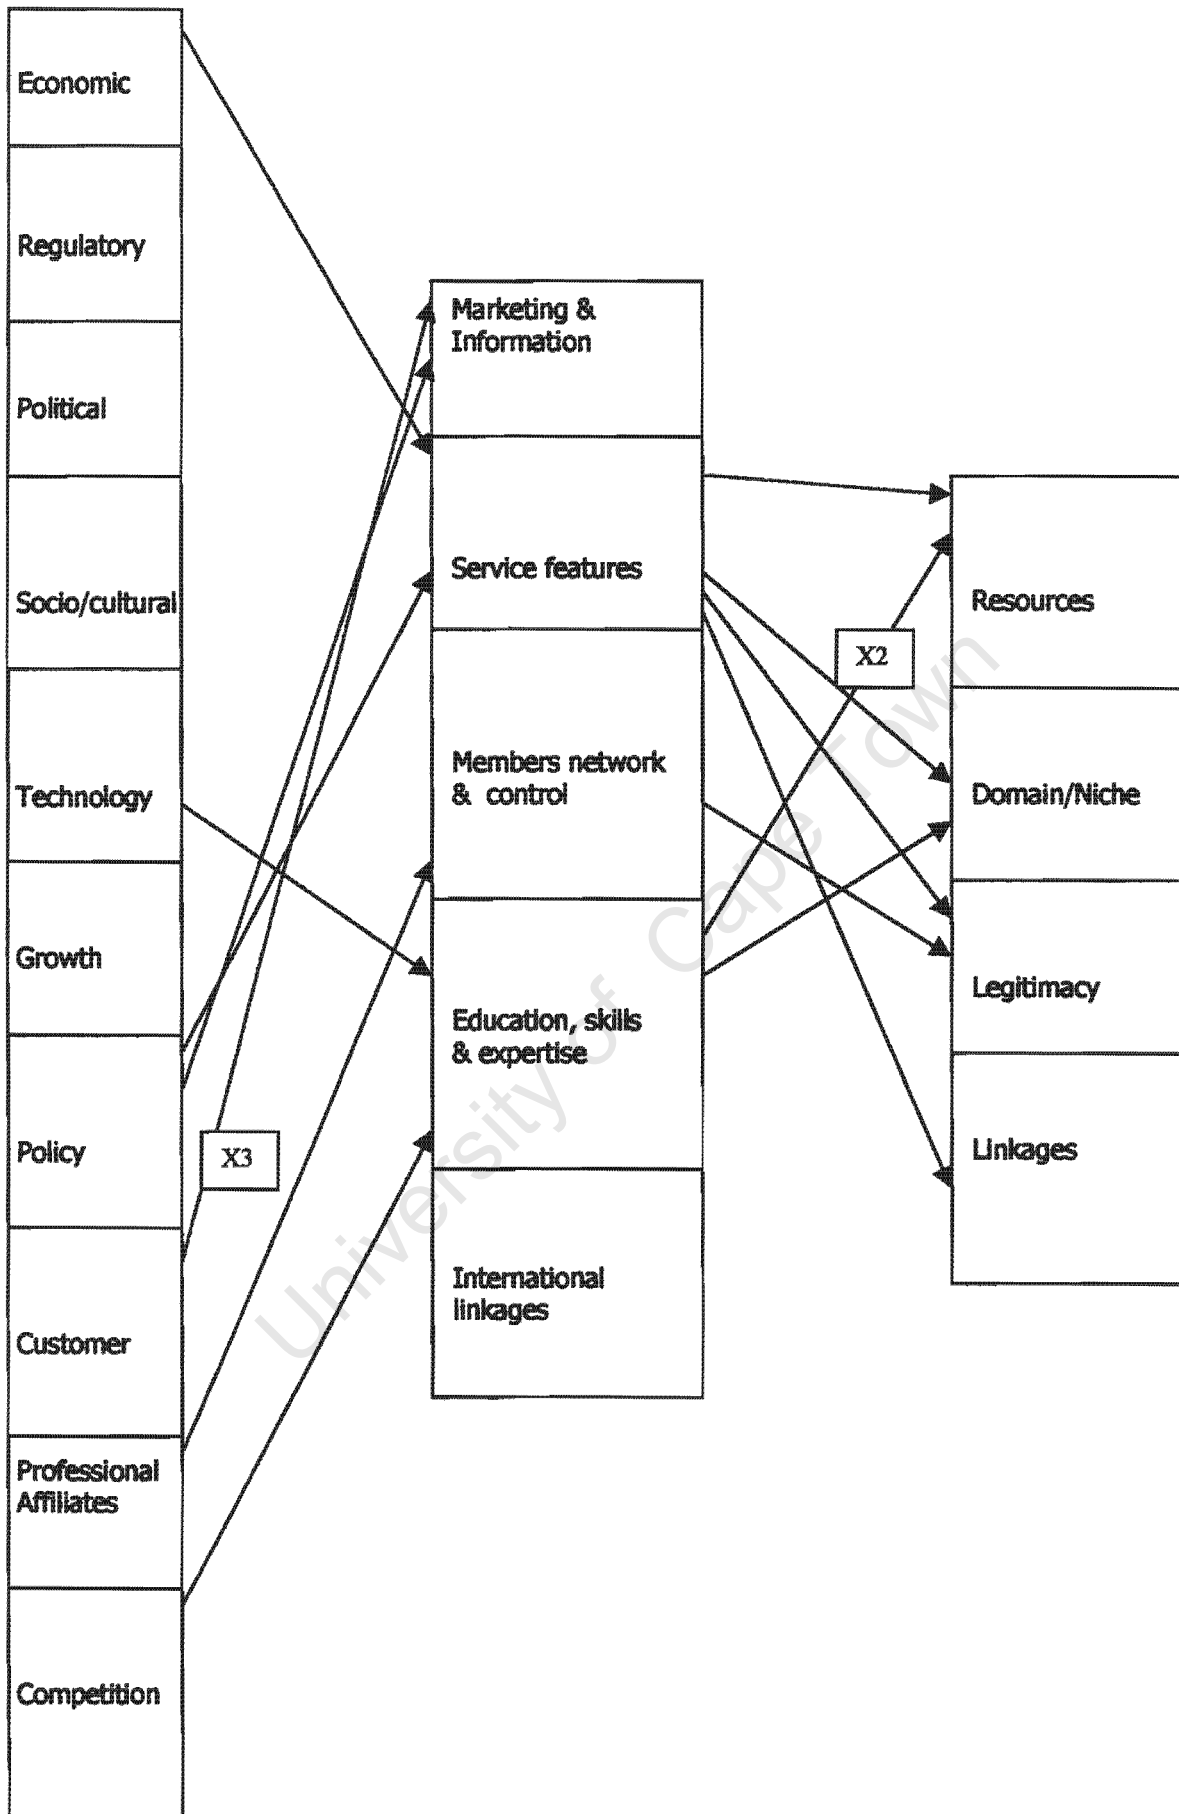 Economic
Regulatory
Political
Socio/cultural
Technology
Growth
Policy
Customer
Professional
Affiliates
Competition
X3
Marketing &
Information
Service features
Members network
& control
Education, skills
& expertise
International
linkages
X2
Resources
Domain/Niche
Legitimacy
Linkages
University of Cape Town